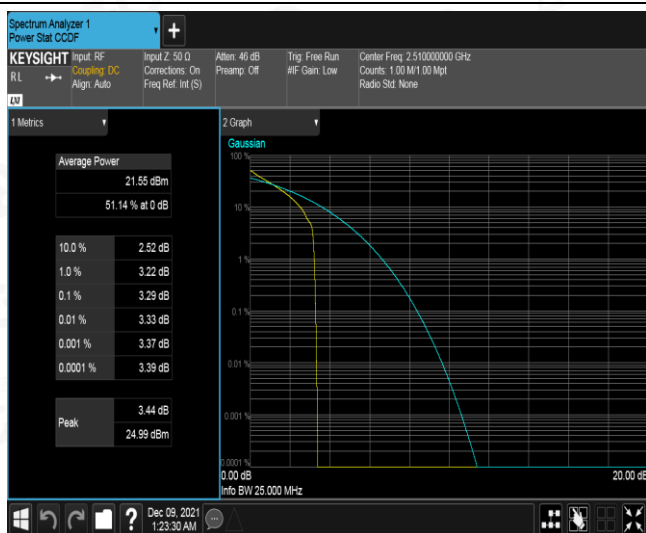 Spectrum Analyzer 1
Power Stat CCDF
+
KEYSIGHT
RL
LXI
Input: RF
Coupling: DC
Align: Auto
Input Z: 50 Ω
Corrections: On
Freq Ref: Int (S)
Atten: 46 dB
Preamp: Off
Trig: Free Run
#IF Gain: Low
Center Freq: 2.510000000 GHz
Counts: 1.00 M/1.00 Mpt
Radio Std: None
1 Metrics
Average Power
21.55 dBm
51.14 % at 0 dB
10.0 % 2.52 dB
1.0 % 3.22 dB
0.1 % 3.29 dB
0.01 % 3.33 dB
0.001 % 3.37 dB
0.0001 % 3.39 dB
Peak
3.44 dB
24.99 dBm
2 Graph
Gaussian
100 %
10 %
1 %
0.1 %
0.01 %
0.001 %
0.0001 %
0.00 dB
20.00 dB
Info BW 25.000 MHz
?
Dec 09, 2021
1:23:30 AM